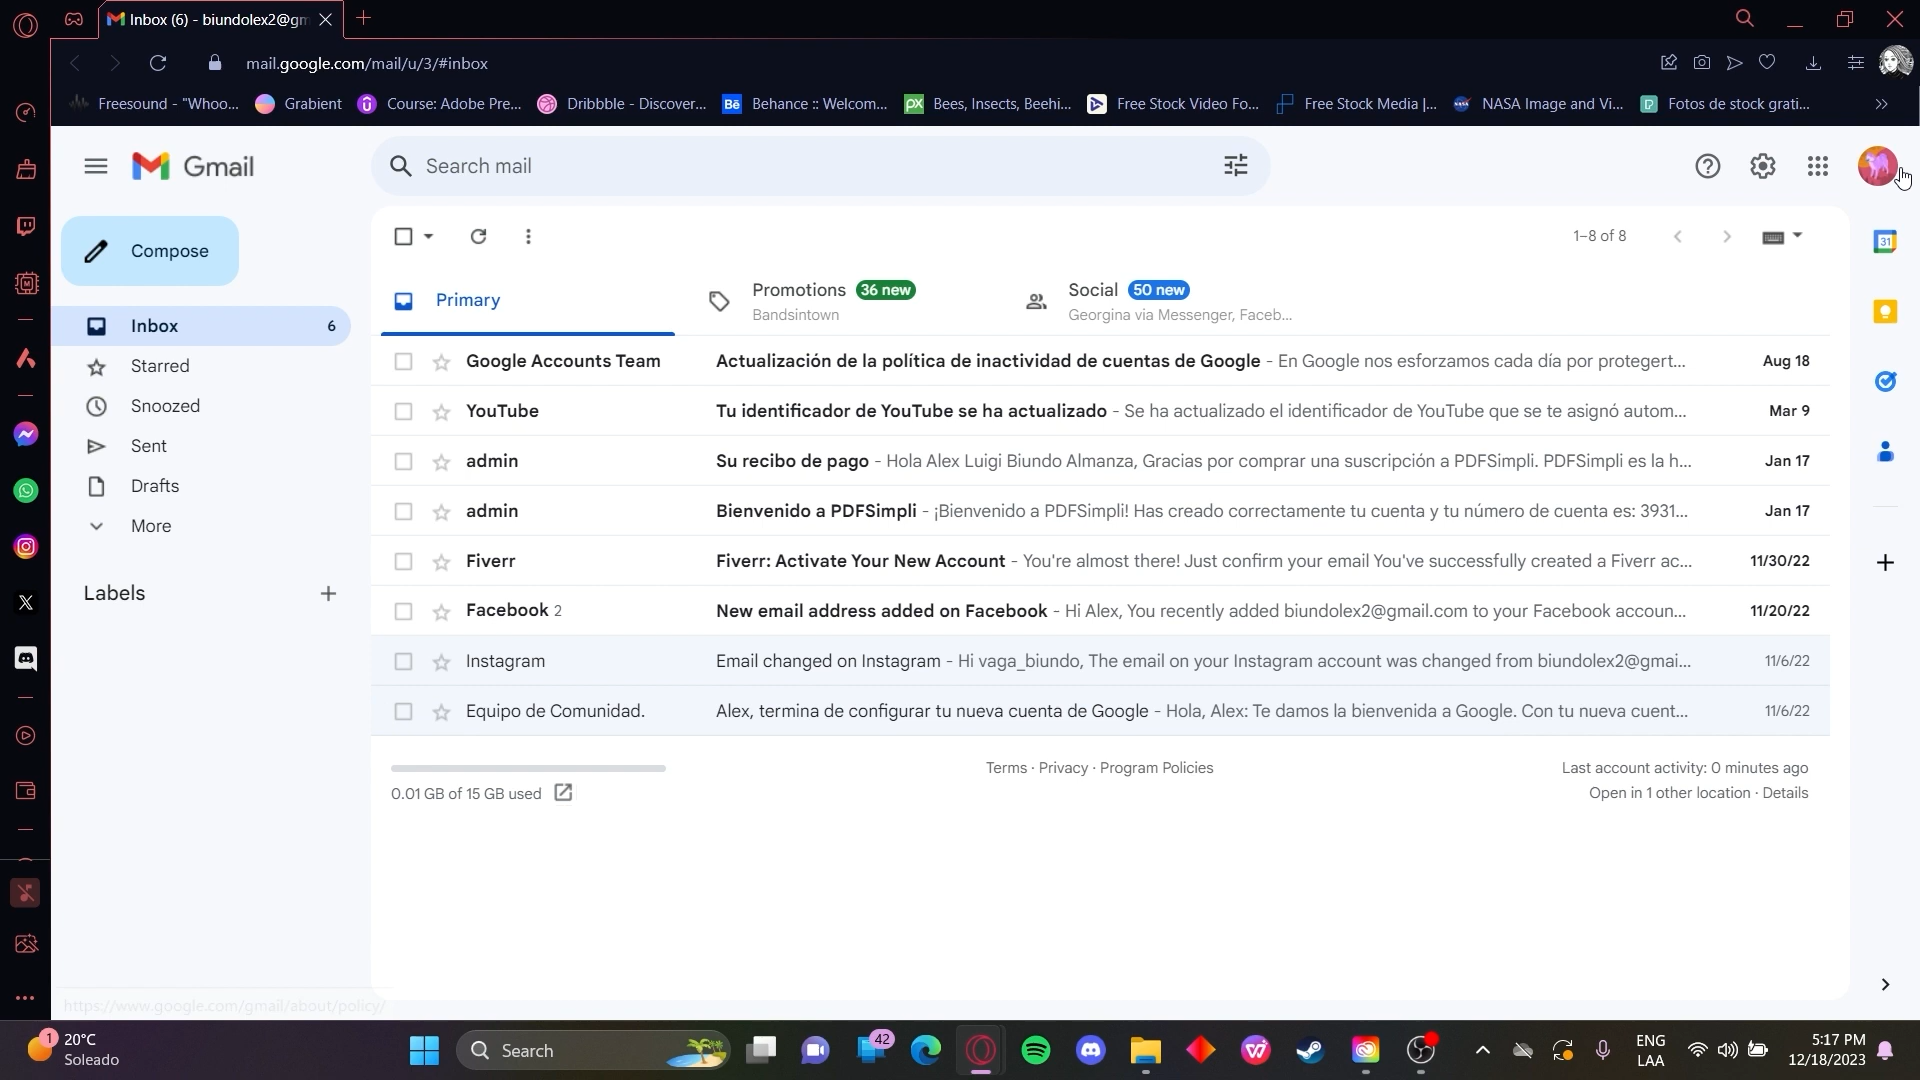 Inbox (6) - biundolex2@gm
mail.google.com/mail/u/3/#inbox
Freesound - "Whoo...
Grabient
Course: Adobe Pre...
Dribbble - Discover...
Bē
Behance :: Welcom...
PX
Bees, Insects, Beehi...
Free Stock Video Fo...
Free Stock Media |...
NASA Image and Vi...
Fotos de stock grati...
Gmail
Search mail
Compose
1–8 of 8
31
Primary
Promotions 36 new
Bandsintown
Social 50 new
Georgina via Messenger, Faceb...
Inbox 6
Starred
Snoozed
Sent
Drafts
More
Labels
Google Accounts Team Actualización de la política de inactividad de cuentas de Google - En Google nos esforzamos cada día por protegert... Aug 18
YouTube Tu identificador de YouTube se ha actualizado - Se ha actualizado el identificador de YouTube que se te asignó autom... Mar 9
admin Su recibo de pago - Hola Alex Luigi Biundo Almanza, Gracias por comprar una suscripción a PDFSimpli. PDFSimpli es la h... Jan 17
admin Bienvenido a PDFSimpli - ¡Bienvenido a PDFSimpli! Has creado correctamente tu cuenta y tu número de cuenta es: 3931... Jan 17
Fiverr Fiverr: Activate Your New Account - You're almost there! Just confirm your email You've successfully created a Fiverr ac... 11/30/22
Facebook 2 New email address added on Facebook - Hi Alex, You recently added biundolex2@gmail.com to your Facebook accoun... 11/20/22
Instagram Email changed on Instagram - Hi vaga_biundo, The email on your Instagram account was changed from biundolex2@gmai... 11/6/22
Equipo de Comunidad. Alex, termina de configurar tu nueva cuenta de Google - Hola, Alex: Te damos la bienvenida a Google. Con tu nueva cuent... 11/6/22
0.01 GB of 15 GB used
Terms · Privacy · Program Policies
Last account activity: 0 minutes ago
Open in 1 other location · Details
https://www.google.com/gmail/about/policy/
1
20°C
Soleado
Search
42
ENG
LAA
5:17 PM
12/18/2023